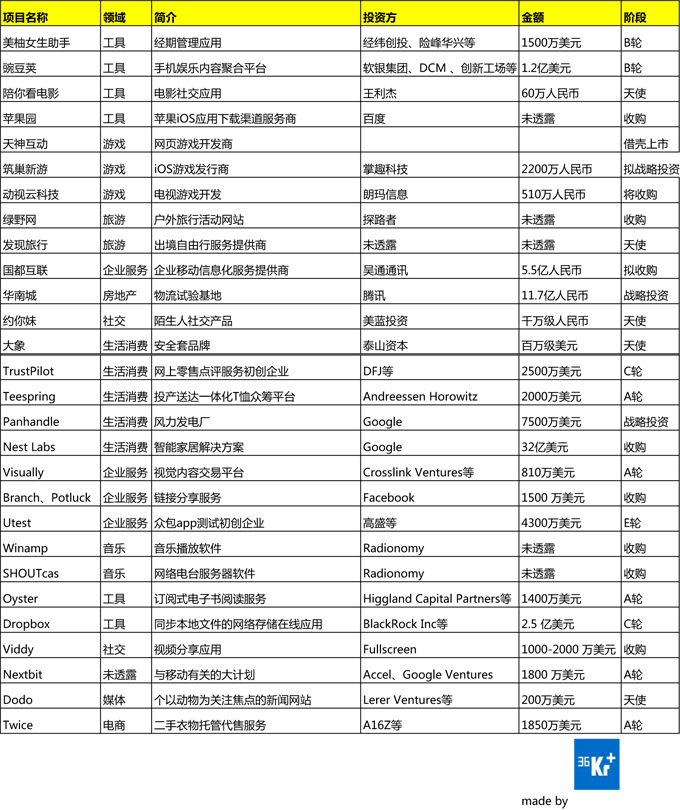 项目名称 领域 简介 投资方 金额 阶段
美柚女生助手 工具 经期管理应用 经纬创投、险峰华兴等 1500万美元 B轮
豌豆荚 工具 手机娱乐内容聚合平台 软银集团、DCM 、创新工场等 1.2亿美元 B轮
陪你看电影 工具 电影社交应用 王利杰 60万人民币 天使
苹果园 工具 苹果iOS应用下载渠道服务商 百度 未透露 收购
天神互动 游戏 网页游戏开发商 借壳上市
筑巢新游 游戏 iOS游戏发行商 掌趣科技 2200万人民币 拟战略投资
动视云科技 游戏 电视游戏开发 朗玛信息 510万人民币 将收购
绿野网 旅游 户外旅行活动网站 探路者 未透露 收购
发现旅行 旅游 出境自由行服务提供商 未透露 未透露 天使
国都互联 企业服务 企业移动信息化服务提供商 吴通通讯 5.5亿人民币 拟收购
华南城 房地产 物流试验基地 腾讯 11.7亿人民币 战略投资
约你妹 社交 陌生人社交产品 美蓝投资 千万级人民币 天使
大象 生活消费 安全套品牌 泰山资本 百万级美元 天使
TrustPilot 生活消费 网上零售点评服务初创企业 DFJ等 2500万美元 C轮
Teespring 生活消费 投产送达一体化T恤众筹平台 Andreessen Horowitz 2000万美元 A轮
Panhandle 生活消费 风力发电厂 Google 7500万美元 战略投资
Nest Labs 生活消费 智能家居解决方案 Google 32亿美元 收购
Visually 企业服务 视觉内容交易平台 Crosslink Ventures等 810万美元 A轮
Branch、Potluck 企业服务 链接分享服务 Facebook 1500 万美元 收购
Utest 企业服务 众包app测试初创企业 高盛等 4300万美元 E轮
Winamp 音乐 音乐播放软件 Radionomy 未透露 收购
SHOUTcas 音乐 网络电台服务器软件 Radionomy 未透露 收购
Oyster 工具 订阅式电子书阅读服务 Higgland Capital Partners等 1400万美元 A轮
Dropbox 工具 同步本地文件的网络存储在线应用 BlackRock Inc等 2.5 亿美元 C轮
Viddy 社交 视频分享应用 Fullscreen 1000-2000 万美元 收购
Nextbit 未透露 与移动有关的大计划 Accel、Google Ventures 1800 万美元 A轮
Dodo 媒体 个以动物为关注焦点的新闻网站 Lerer Ventures等 200万美元 天使
Twice 电商 二手衣物托管代售服务 A16Z等 1850万美元 A轮
36Kr+
made by